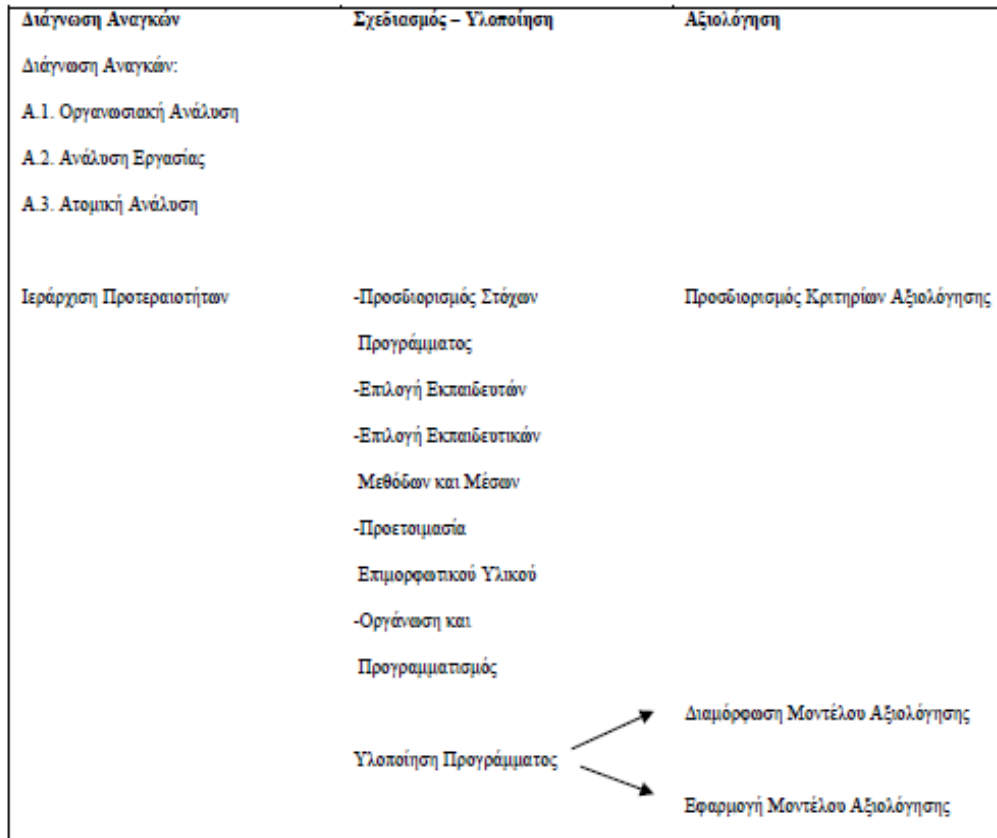 Διάγνωση Αναγκών Σχεδιασμός – Υλοποίηση Αξιολόγηση
Διάγνωση Αναγκών:
Α.1. Οργανωσιακή Ανάλυση
Α.2. Ανάλυση Εργασίας
Α.3. Ατομική Ανάλυση
Ιεράρχιση Προτεραιοτήτων -Προσδιορισμός Στόχων Προσδιορισμός Κριτηρίων Αξιολόγησης
Προγράμματος
-Επιλογή Εκπαιδευτών
-Επιλογή Εκπαιδευτικών
Μεθόδων και Μέσων
-Προετοιμασία
Επιμορφωτικού Υλικού
-Οργάνωση και
Προγραμματισμός
Διαμόρφωση Μοντέλου Αξιολόγησης
Υλοποίηση Προγράμματος
Εφαρμογή Μοντέλου Αξιολόγησης